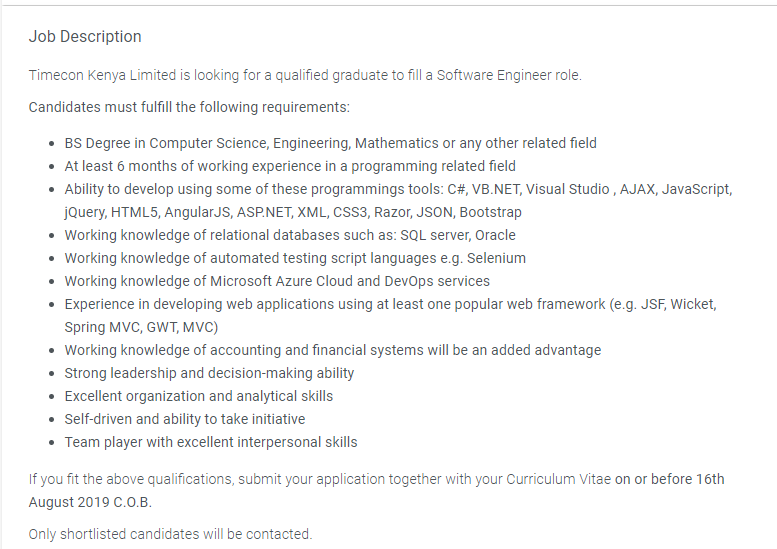 Job Description
Timecon Kenya Limited is looking for a qualified graduate to fill a Software Engineer role.
Candidates must fulfill the following requirements:
• BS Degree in Computer Science, Engineering, Mathematics or any other related field
• At least 6 months of working experience in a programming related field
• Ability to develop using some of these programmings tools: C#, VB.NET, Visual Studio , AJAX, JavaScript,
jQuery, HTML5, AngularJS, ASP.NET, XML, CSS3, Razor, JSON, Bootstrap
• Working knowledge of relational databases such as: SQL server, Oracle
• Working knowledge of automated testing script languages e.g. Selenium
• Working knowledge of Microsoft Azure Cloud and DevOps services
• Experience in developing web applications using at least one popular web framework (e.g. JSF, Wicket,
Spring MVC, GWT, MVC)
• Working knowledge of accounting and financial systems will be an added advantage
• Strong leadership and decision-making ability
• Excellent organization and analytical skills
• Self-driven and ability to take initiative
• Team player with excellent interpersonal skills
If you fit the above qualifications, submit your application together with your Curriculum Vitae on or before 16th
August 2019 C.O.B.
Only shortlisted candidates will be contacted.